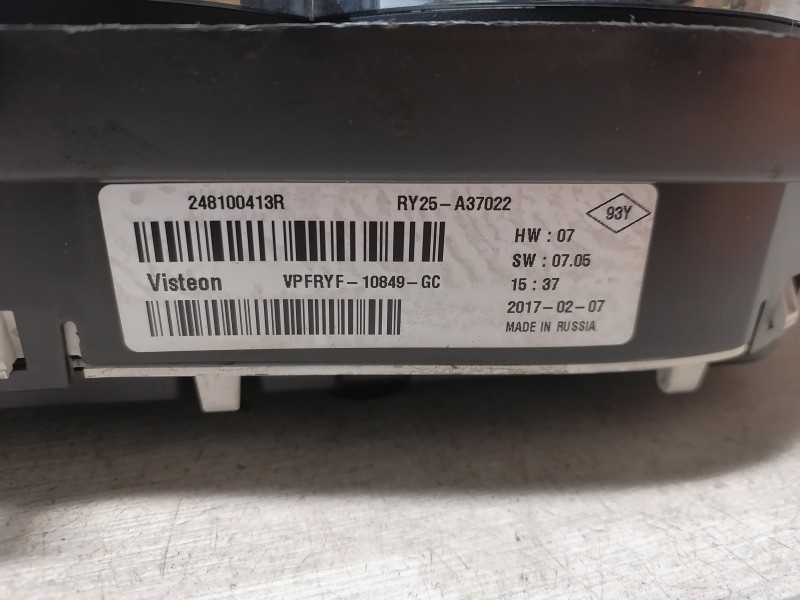 248100413R RY25-A37022
93Y
HW : 07
SW : 07.05
Visteon VPFRYF-10849-GC
15 : 37
2017-02-07
MADE IN RUSSIA